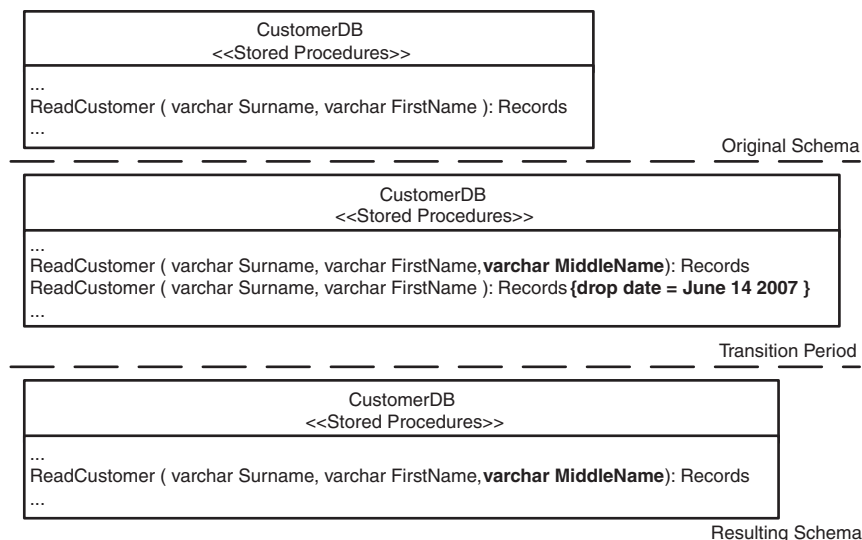 CustomerDB
<<Stored Procedures>>
...
ReadCustomer ( varchar Surname, varchar FirstName ): Records
...
Original Schema
CustomerDB
<<Stored Procedures>>
...
ReadCustomer ( varchar Surname, varchar FirstName,varchar MiddleName): Records
ReadCustomer ( varchar Surname, varchar FirstName ): Records {drop date = June 14 2007 }
...
Transition Period
CustomerDB
<<Stored Procedures>>
...
ReadCustomer ( varchar Surname, varchar FirstName,varchar MiddleName): Records
...
Resulting Schema